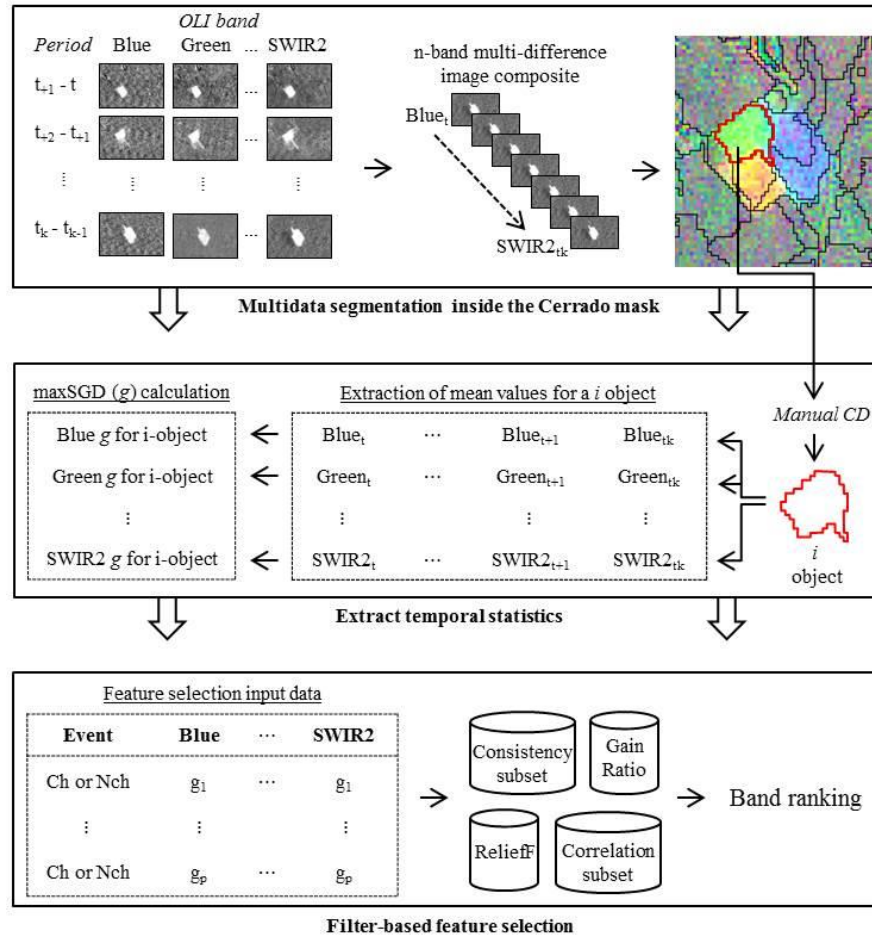 OLI band
Period Blue Green ... SWIR2
t+1 - t ...
t+2 - t+1 ...
⋮ ⋮ ⋮ ⋮
tk - tk-1 ...
n-band multi-difference
image composite
Bluet
SWIR2tk
Multidata segmentation inside the Cerrado mask
maxSGD (g) calculation
Blue g for i-object
Green g for i-object
⋮
SWIR2 g for i-object
Extraction of mean values for a i object
Bluet ... Bluet+1 Bluetk
Greent ... Greent+1 Greentk
⋮ ⋮ ⋮
SWIR2t ... SWIR2t+1 SWIR2tk
Manual CD
i
object
Extract temporal statistics
Feature selection input data
Event Blue ... SWIR2
Ch or Nch g1 ... g1
⋮ ⋮ ⋮
Ch or Nch gp ... gp
Consistency
subset
Gain
Ratio
ReliefF
Correlation
subset
Band ranking
Filter-based feature selection